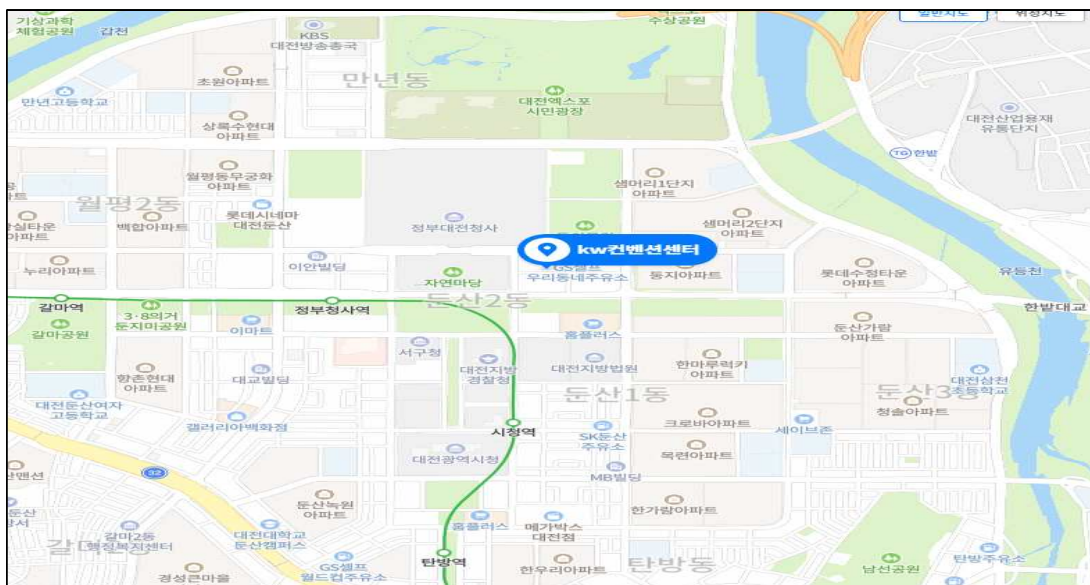 기상과학
체험공원
갑천
KBS
대전방송총국
수상공원
일반지도
위성지도
초원아파트
만년동
만년고등학교
대전엑스포
시민광장
대전산업용재
유통단지
상록수현대
아파트
TG 한밭
월평동무궁화
아파트
샘머리1단지
아파트
월평2동
롯데시네마
대전둔산
백합아파트
정부대전청사
샘머리2단지
아파트
kw컨벤션센터
누리아파트
이안빌딩
자연마당
GS셀프
우리동네주유소
둥지아파트
롯데수정타운
아파트
유등천
둔산2동
갈마역
3·8의거
둔지미공원
정부청사역
한밭대교
갈마공원
이마트
홈플러스
둔산가람
아파트
서구청
대전지방
경찰청
대전지방법원
한마루럭키
아파트
향촌현대
아파트
대교빌딩
둔산1동
둔산3동
대전삼천
초등학교
청솔아파트
대전둔산여자
고등학교
갤러리아백화점
시청역
크로바아파트
세이브존
SK둔산
주유소
대전광역시청
목련아파트
32
MB빌딩
둔산녹원
아파트
한가람아파트
갈마2동
행정복지센터
대전대학교
둔산캠퍼스
홈플러스
메가박스
대전점
GS셀프
월드컵주유소
탄방역
한우리아파트
탄방동
남선공원
탄방주유소
경성큰마을